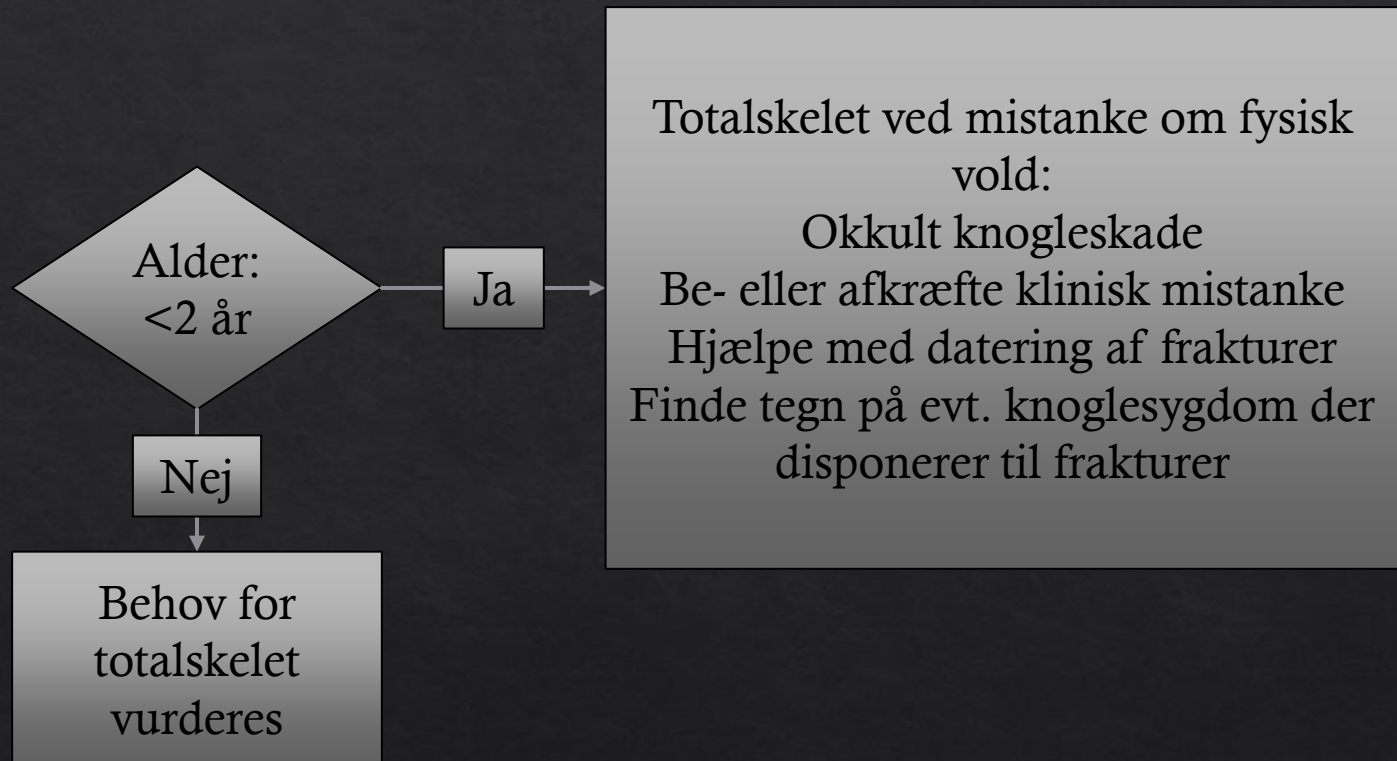 Alder:
<2 år
Ja
Totalskelet ved mistanke om fysisk
vold:
Okkult knogleskade
Be- eller afkræfte klinisk mistanke
Hjælpe med datering af frakturer
Finde tegn på evt. knoglesygdom der
disponerer til frakturer
Nej
Behov for
totalskelet
vurderes